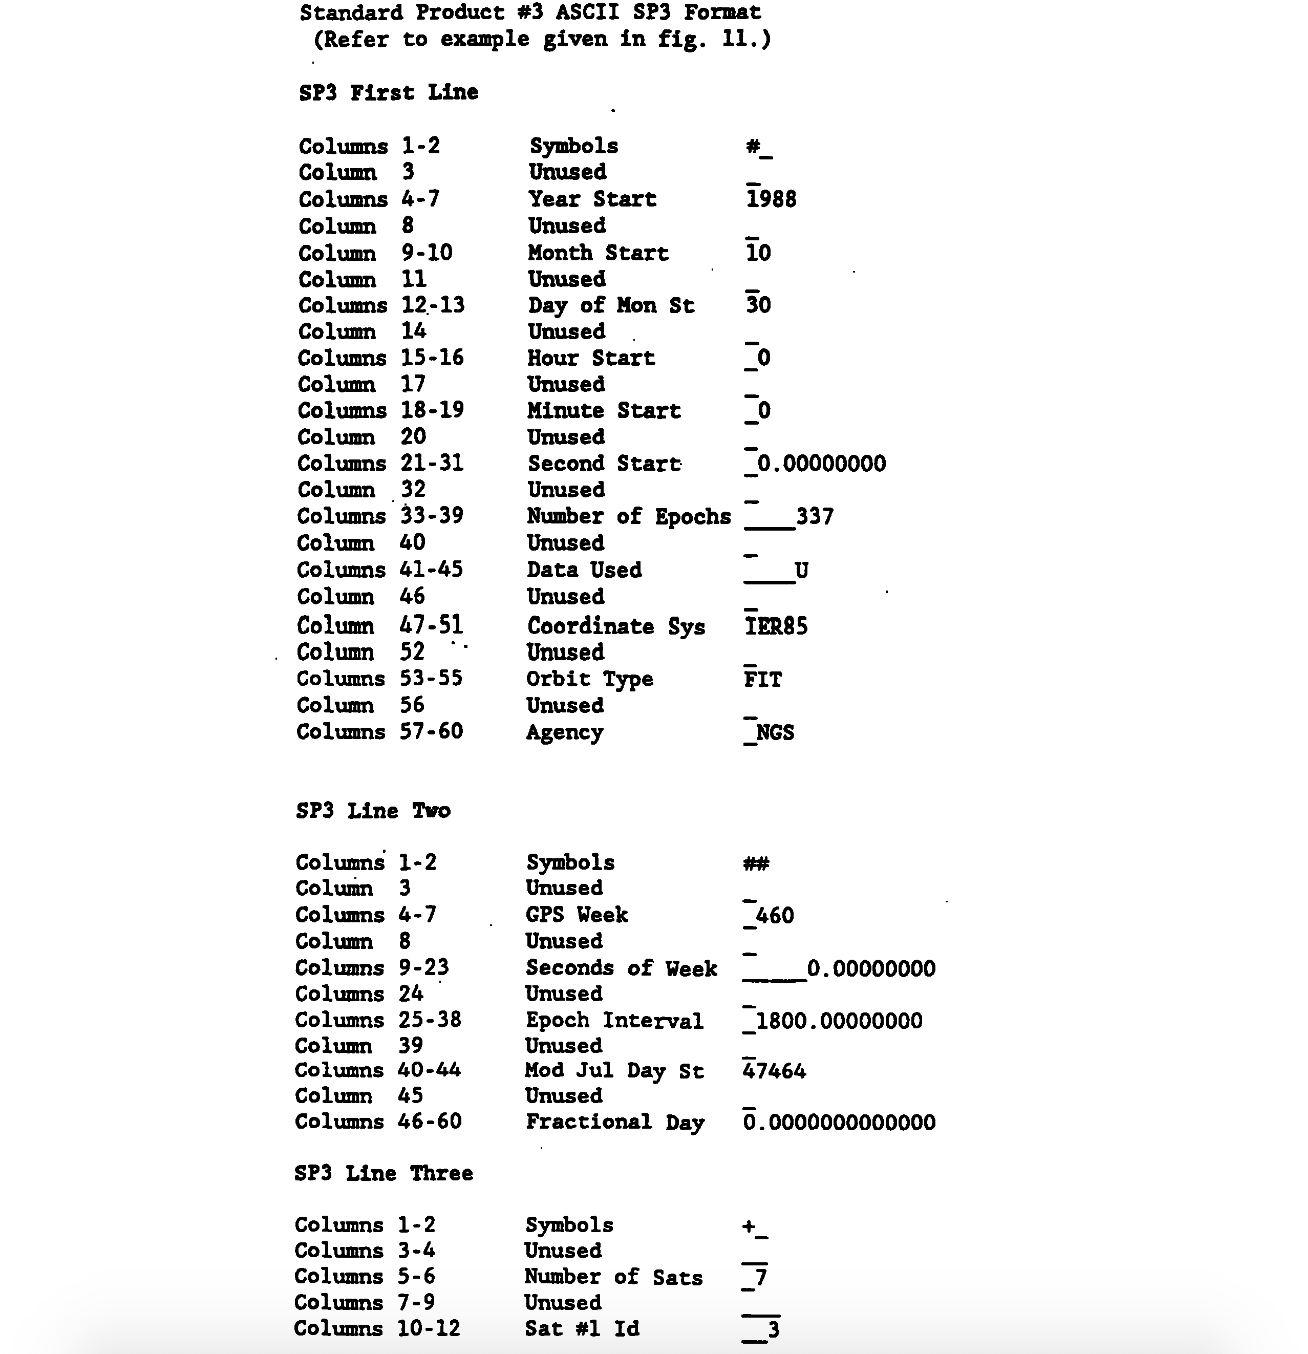 Standard Product #3 ASCII SP3 Format
(Refer to example given in fig. 11.)
SP3 First Line
Columns 1-2 Symbols #_
Column 3 Unused _
Columns 4-7 Year Start 1988
Column 8 Unused _
Column 9-10 Month Start 10
Column 11 Unused _
Columns 12-13 Day of Mon St 30
Column 14 Unused _
Columns 15-16 Hour Start _0
Column 17 Unused _
Columns 18-19 Minute Start _0
Column 20 Unused _
Columns 21-31 Second Start _0.00000000
Column 32 Unused _
Columns 33-39 Number of Epochs ____337
Column 40 Unused _
Columns 41-45 Data Used ____U
Column 46 Unused _
Column 47-51 Coordinate Sys IER85
Column 52 Unused _
Columns 53-55 Orbit Type FIT
Column 56 Unused _
Columns 57-60 Agency _NGS
SP3 Line Two
Columns 1-2 Symbols ##
Column 3 Unused _
Columns 4-7 GPS Week _460
Column 8 Unused _
Columns 9-23 Seconds of Week _____0.00000000
Columns 24 Unused _
Columns 25-38 Epoch Interval _1800.00000000
Column 39 Unused _
Columns 40-44 Mod Jul Day St 47464
Column 45 Unused _
Columns 46-60 Fractional Day 0.0000000000000
SP3 Line Three
Columns 1-2 Symbols +_
Columns 3-4 Unused __
Columns 5-6 Number of Sats _7
Columns 7-9 Unused ___
Columns 10-12 Sat #1 Id __3